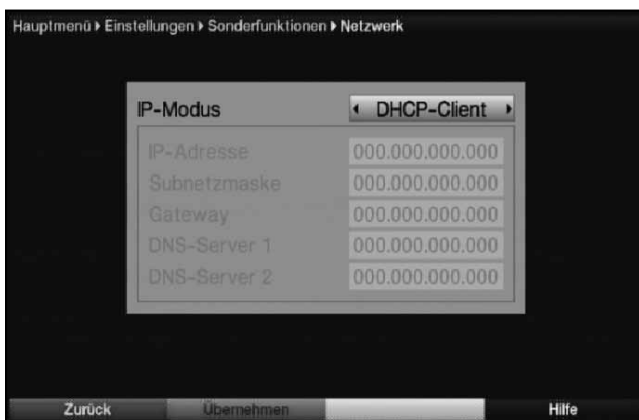 Hauptmenü ▸ Einstellungen ▸ Sonderfunktionen ▸ Netzwerk
IP-Modus ◂ DHCP-Client ▸
IP-Adresse 000.000.000.000
Subnetzmaske 000.000.000.000
Gateway 000.000.000.000
DNS-Server 1 000.000.000.000
DNS-Server 2 000.000.000.000
Zurück Übernehmen Hilfe